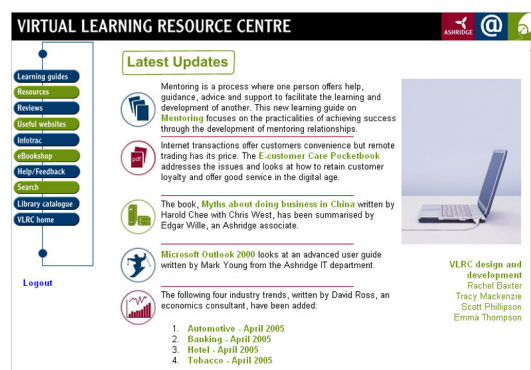 VIRTUAL LEARNING RESOURCE CENTRE
ASHRIDGE
@
Learning guides
Resources
Reviews
Useful websites
Infotrac
eBookshop
Help/Feedback
Search
Library catalogue
VLRC home
Logout
Latest Updates
Mentoring is a process where one person offers help,
guidance, advice and support to facilitate the learning and
development of another. This new learning guide on
Mentoring focuses on the practicalities of achieving success
through the development of mentoring relationships.
pdf
Internet transactions offer customers convenience but remote
trading has its price. The E-customer Care Pocketbook
addresses the issues and looks at how to retain customer
loyalty and offer good service in the digital age.
The book, Myths about doing business in China written by
Harold Chee with Chris West, has been summarised by
Edgar Wille, an Ashridge associate.
Microsoft Outlook 2000 looks at an advanced user guide
written by Mark Young from the Ashridge IT department.
The following four industry trends, written by David Ross, an
economics consultant, have been added:
1. Automotive - April 2005
2. Banking - April 2005
3. Hotel - April 2005
4. Tobacco - April 2005
VLRC design and
development
Rachel Baxter
Tracy Mackenzie
Scott Phillipson
Emma Thompson